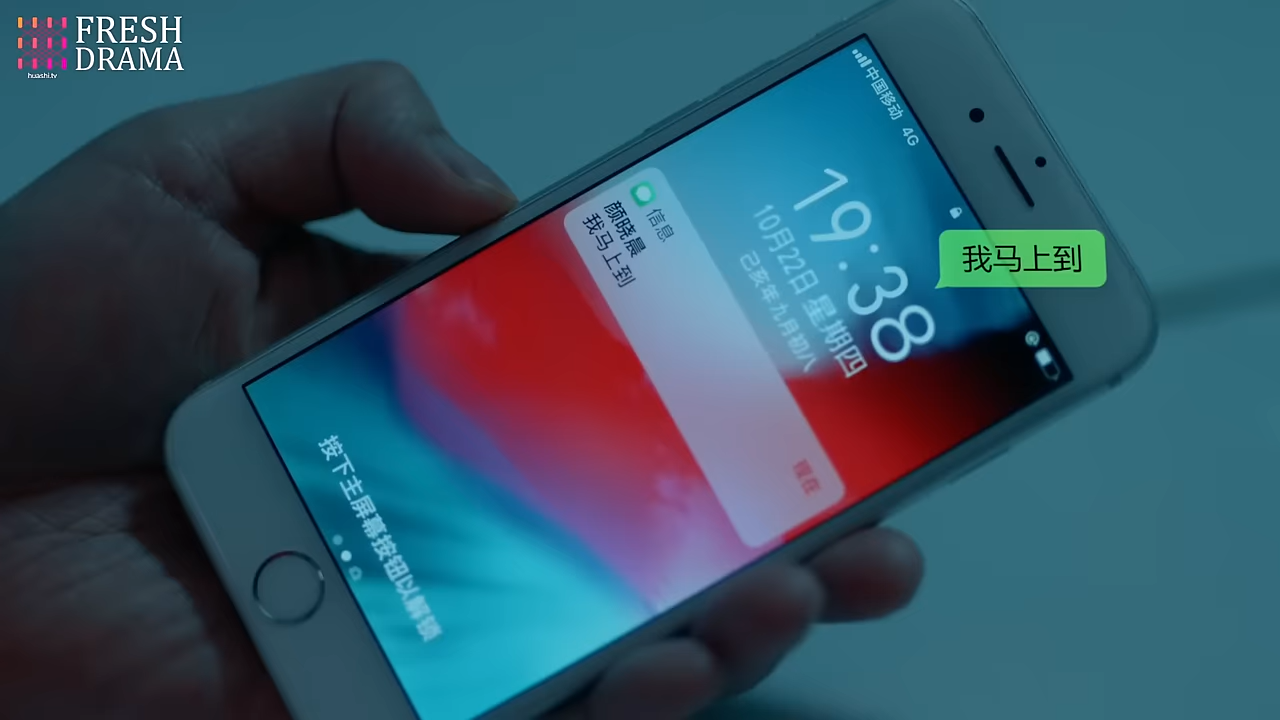 FRESH
DRAMA
huashi.tv
中国移动 4G
19:38
10月22日 星期四
己亥年九月初八
信息
现在
颜晓晨
我马上到
按下主屏幕按钮以解锁
我马上到